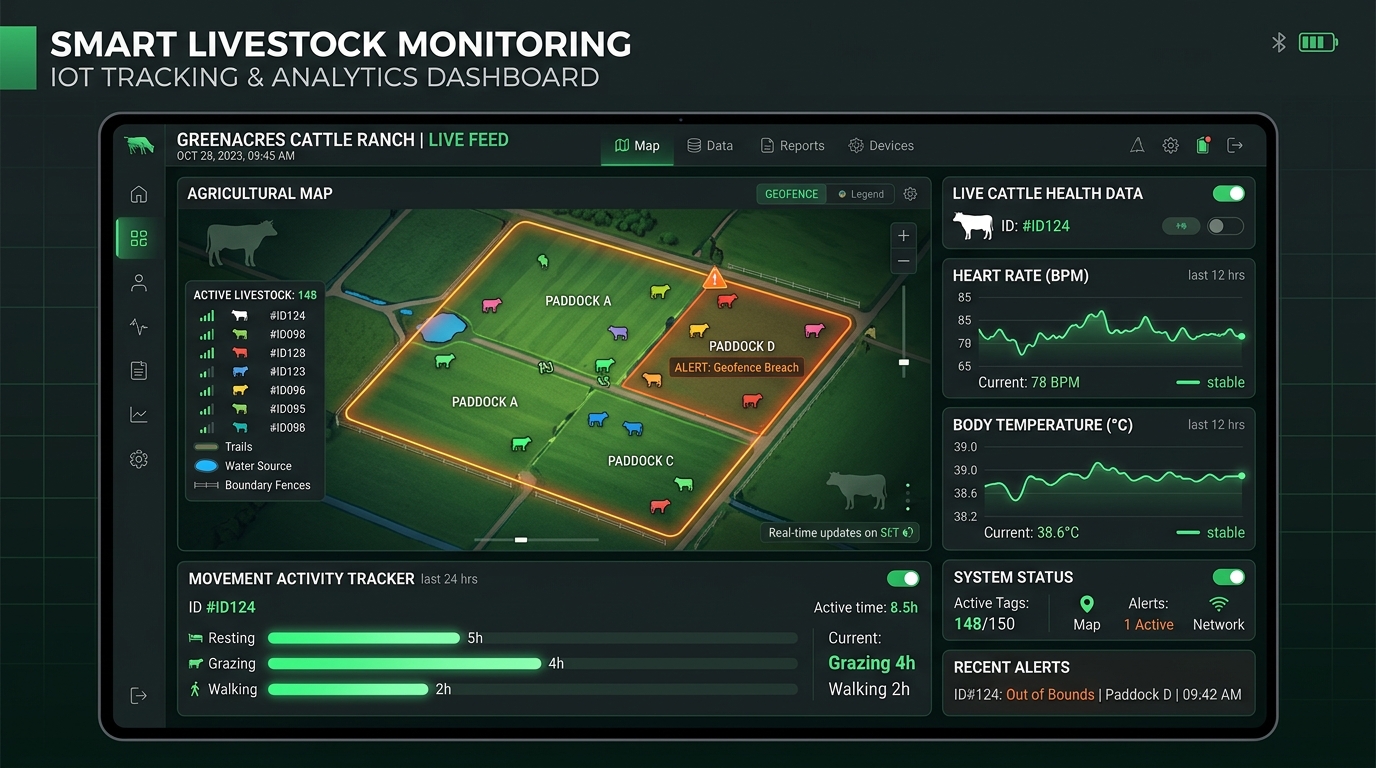 SMART LIVESTOCK MONITORING
IOT TRACKING & ANALYTICS DASHBOARD
GREENACRES CATTLE RANCH | LIVE FEED
OCT 28, 2023, 09:45 AM
Map
Data
Reports
Devices
AGRICULTURAL MAP
GEOFENCE
Legend
ACTIVE LIVESTOCK: 148
#ID124
#ID098
#ID128
#ID123
#ID096
#ID095
#ID098
Trails
Water Source
Boundary Fences
PADDOCK A
PADDOCK D
ALERT: Geofence Breach
PADDOCK A
PADDOCK C
Real-time updates on
MOVEMENT ACTIVITY TRACKER last 24 hrs
ID #ID124
Active time: 8.5h
Resting 5h
Grazing 4h
Walking 2h
Current:
Grazing 4h
Walking 2h
LIVE CATTLE HEALTH DATA
ID: #ID124
HEART RATE (BPM) last 12 hrs
85
85
70
65
Current: 78 BPM
stable
BODY TEMPERATURE (°C) last 12 hrs
39.0
39.0
38.6
38.2
Current: 38.6°C
stable
SYSTEM STATUS
Active Tags:
148/150
Map
Alerts:
1 Active
Network
RECENT ALERTS
ID#124: Out of Bounds | Paddock D | 09:42 AM